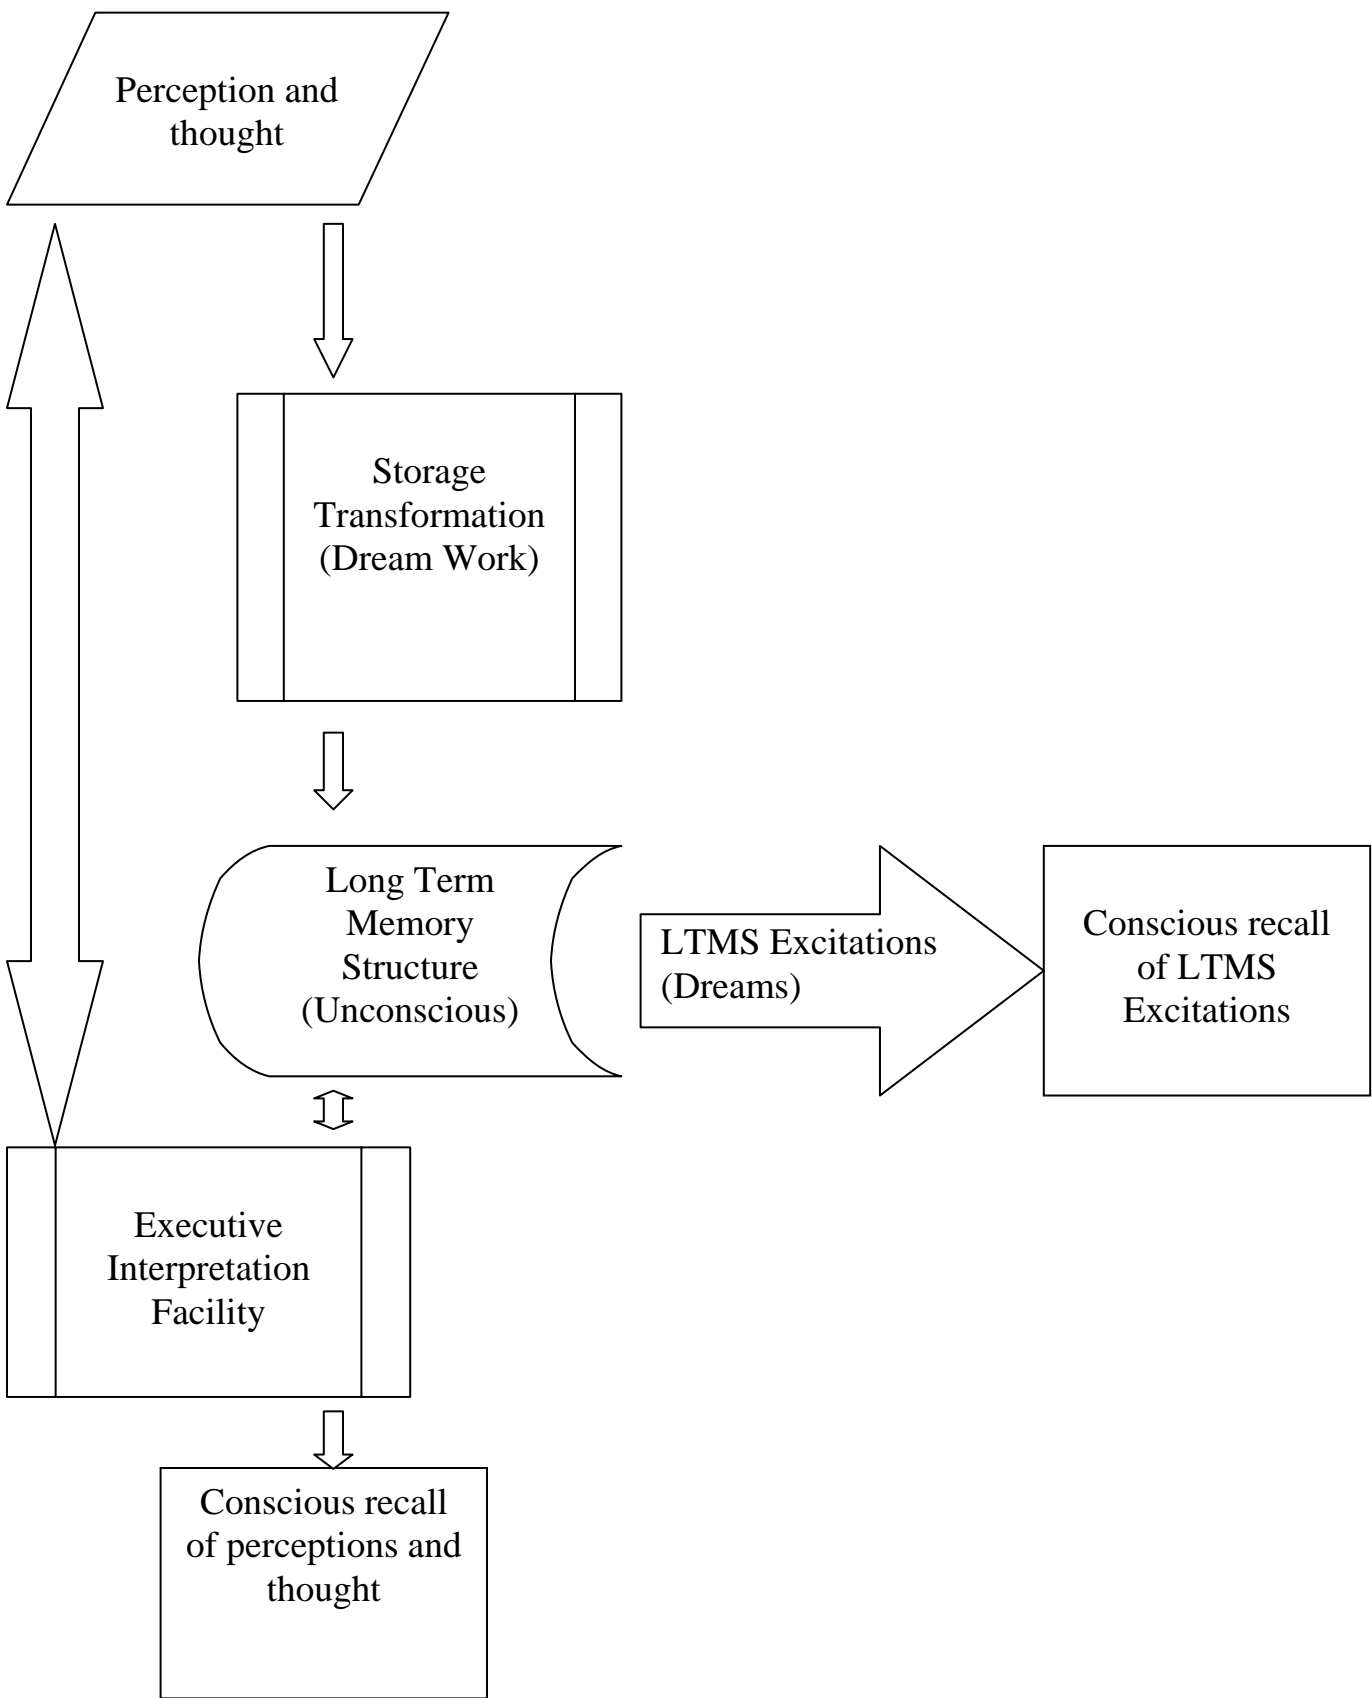 Perception and
thought
Storage
Transformation
(Dream Work)
Long Term
Memory
Structure
(Unconscious)
LTMS Excitations
(Dreams)
Conscious recall
of LTMS
Excitations
Executive
Interpretation
Facility
Conscious recall
of perceptions and
thought